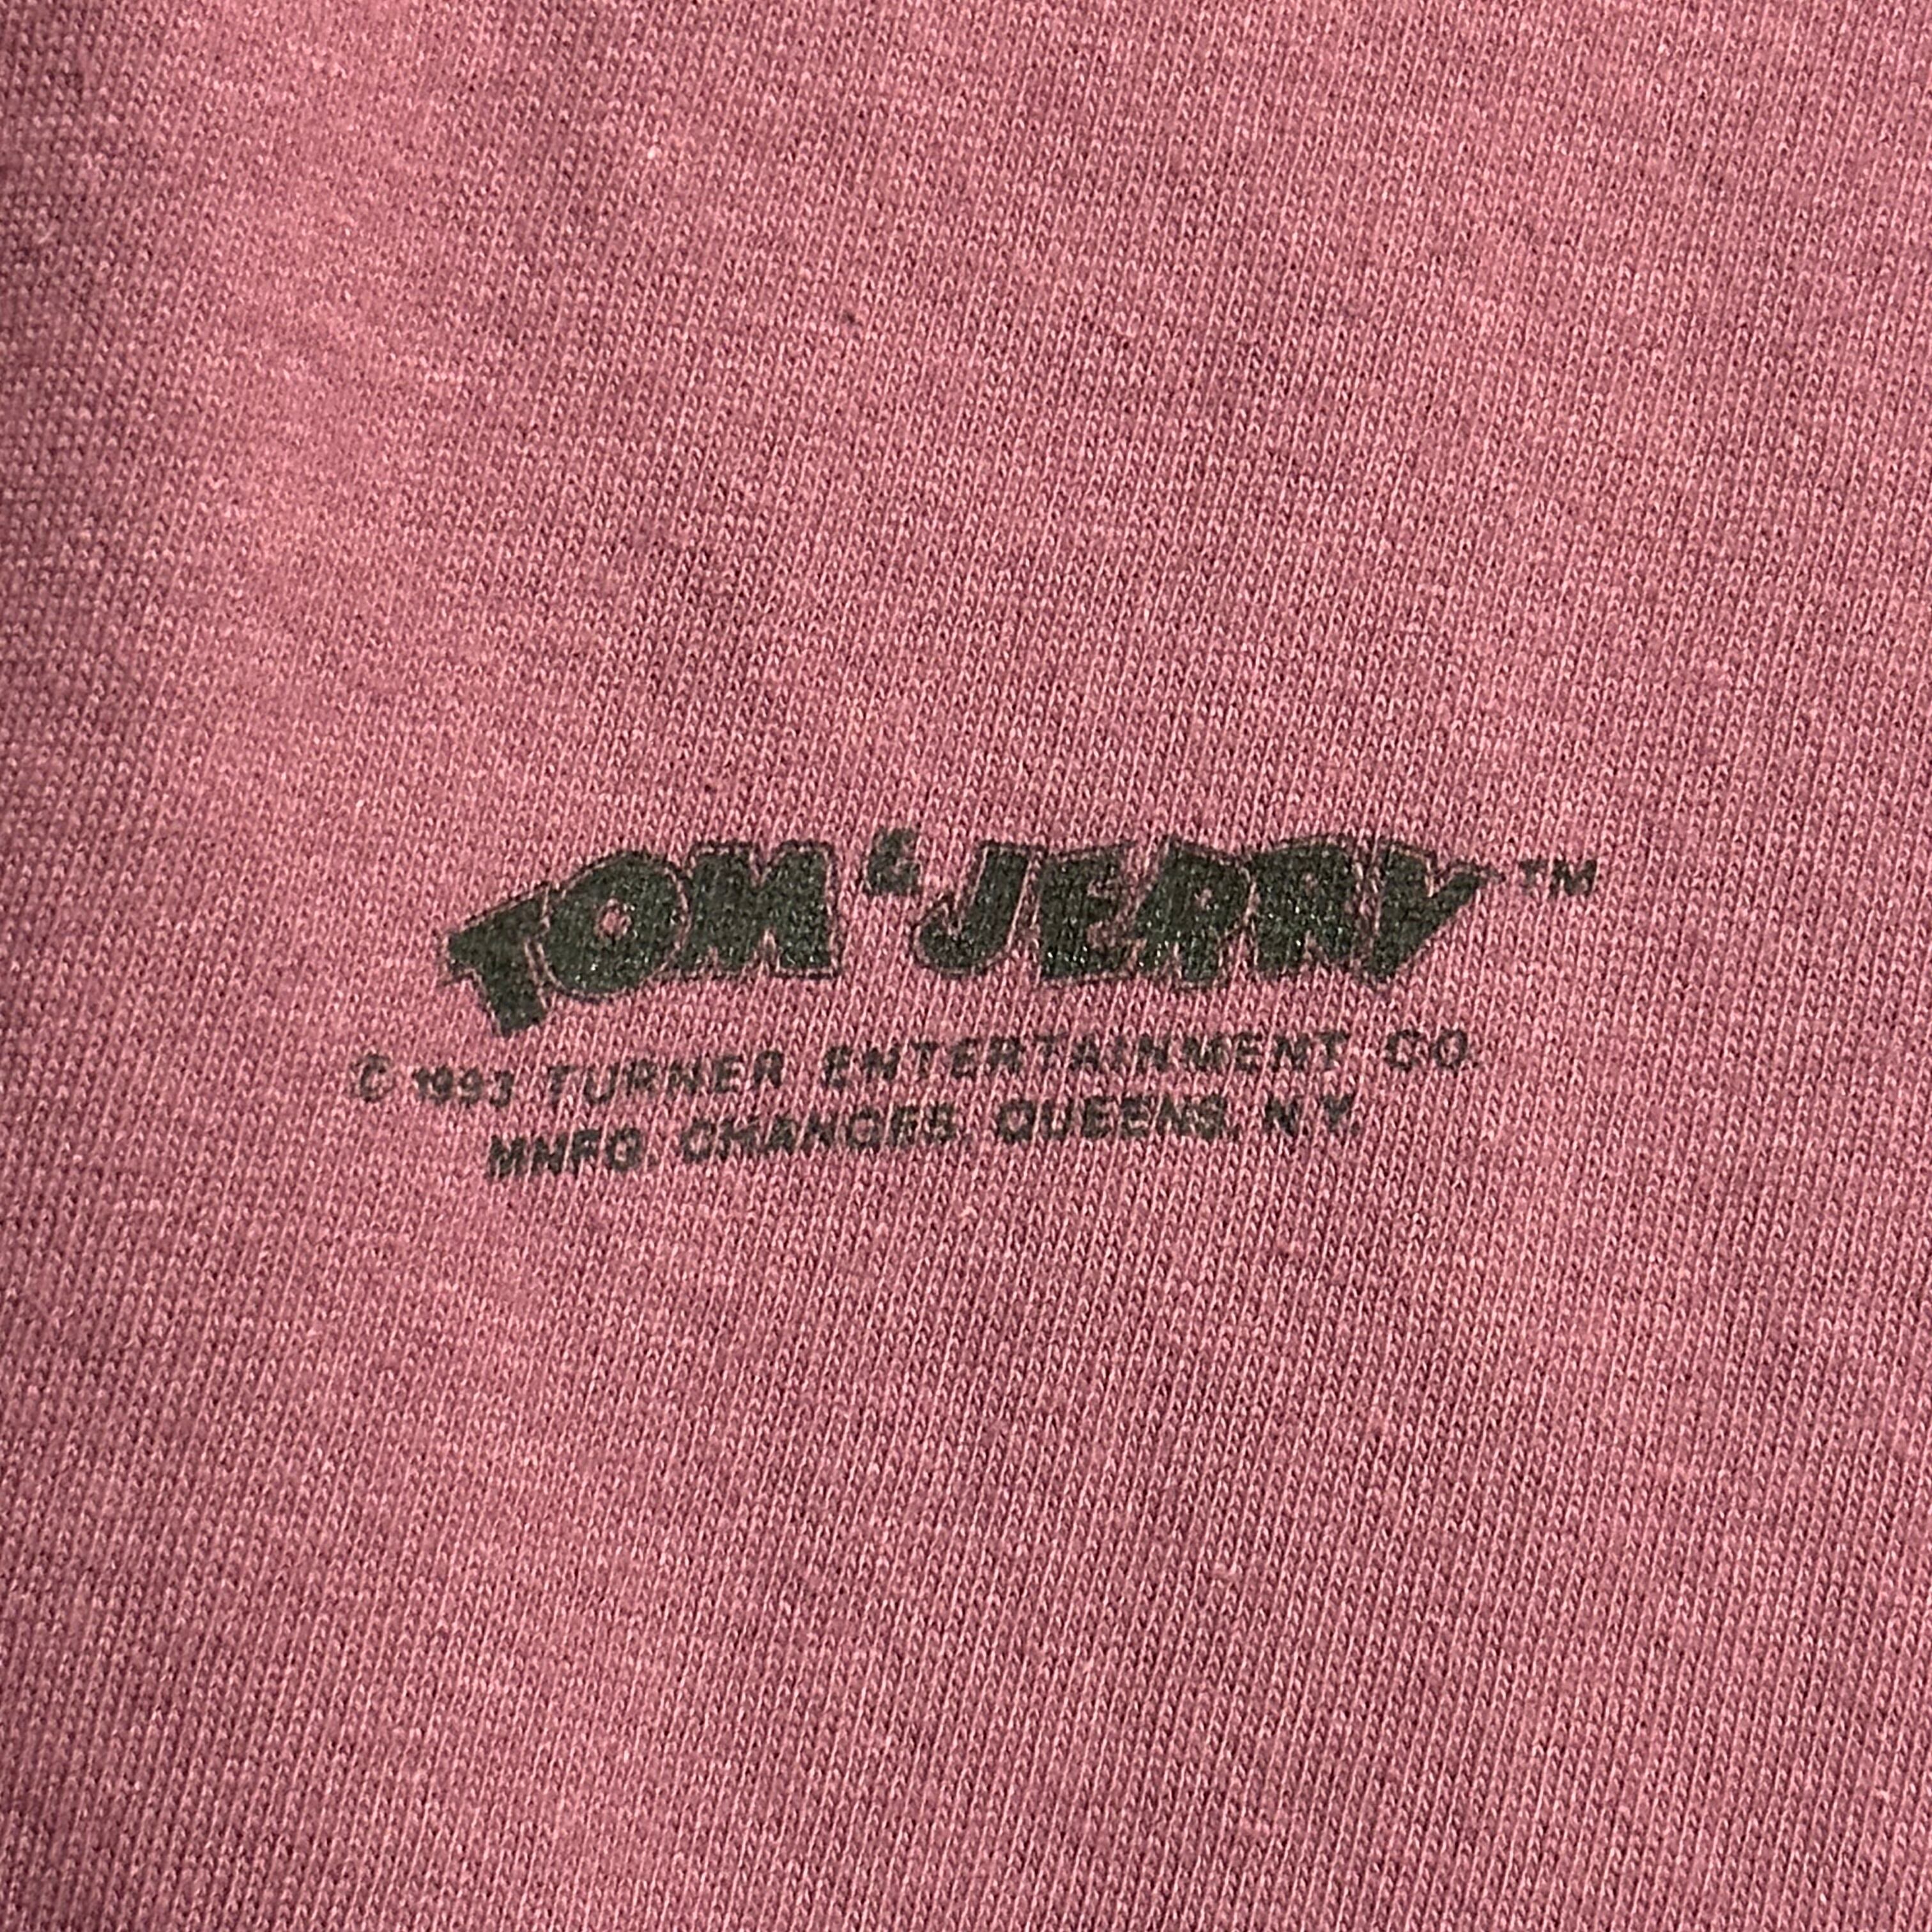 TOM & JERRY™
© 1993 TURNER ENTERTAINMENT CO.
MNFG. CHANGES, QUEENS, N.Y.